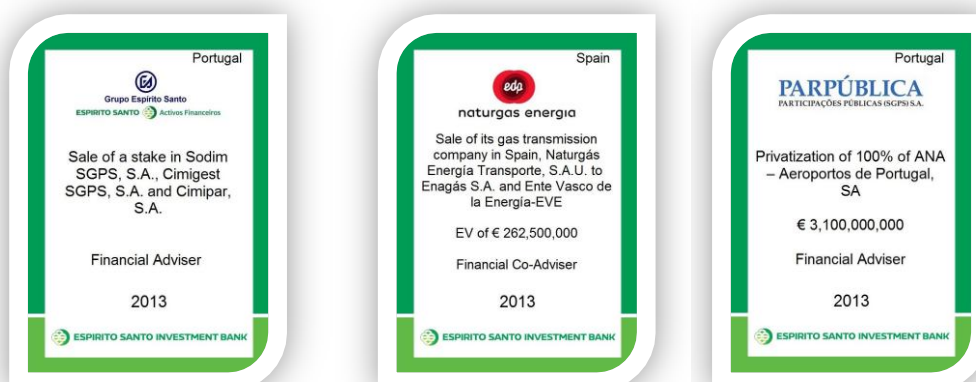 Portugal
Grupo Espírito Santo
ESPIRITO SANTO Activos Financeiros
Sale of a stake in Sodim
SGPS, S.A., Cimigest
SGPS, S.A. and Cimipar,
S.A.
Financial Adviser
2013
ESPIRITO SANTO INVESTMENT BANK
Spain
edp
naturgas energia
Sale of its gas transmission
company in Spain, Naturgás
Energía Transporte, S.A.U. to
Enagás S.A. and Ente Vasco de
la Energía-EVE
EV of € 262,500,000
Financial Co-Adviser
2013
ESPIRITO SANTO INVESTMENT BANK
Portugal
PARPÚBLICA
PARTICIPAÇÕES PÚBLICAS (SGPS) S.A.
Privatization of 100% of ANA
– Aeroportos de Portugal,
SA
€ 3,100,000,000
Financial Adviser
2013
ESPIRITO SANTO INVESTMENT BANK